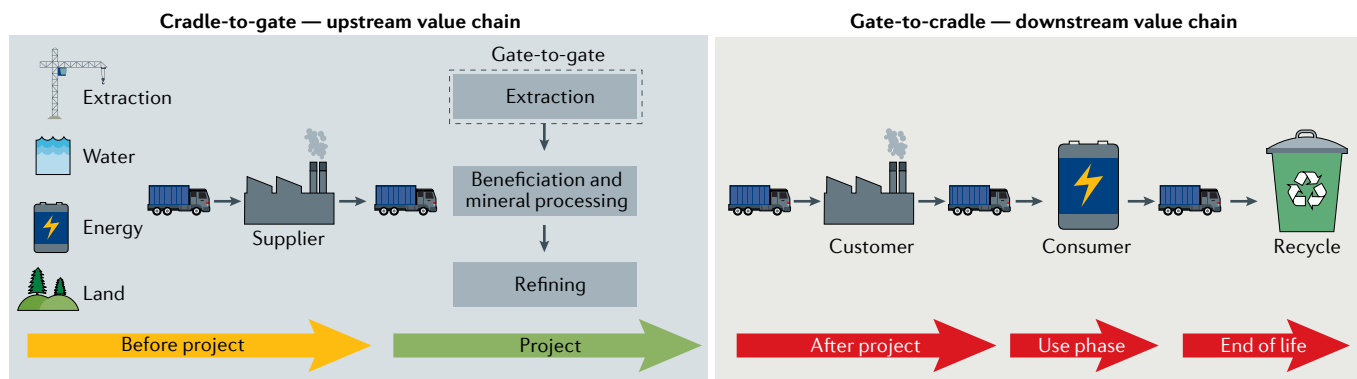 Cradle-to-gate — upstream value chain
Gate-to-cradle — downstream value chain
Extraction
Water
Energy
Land
Supplier
Gate-to-gate
Extraction
Beneficiation and
mineral processing
Refining
Customer
Consumer
Recycle
Before project
Project
After project
Use phase
End of life